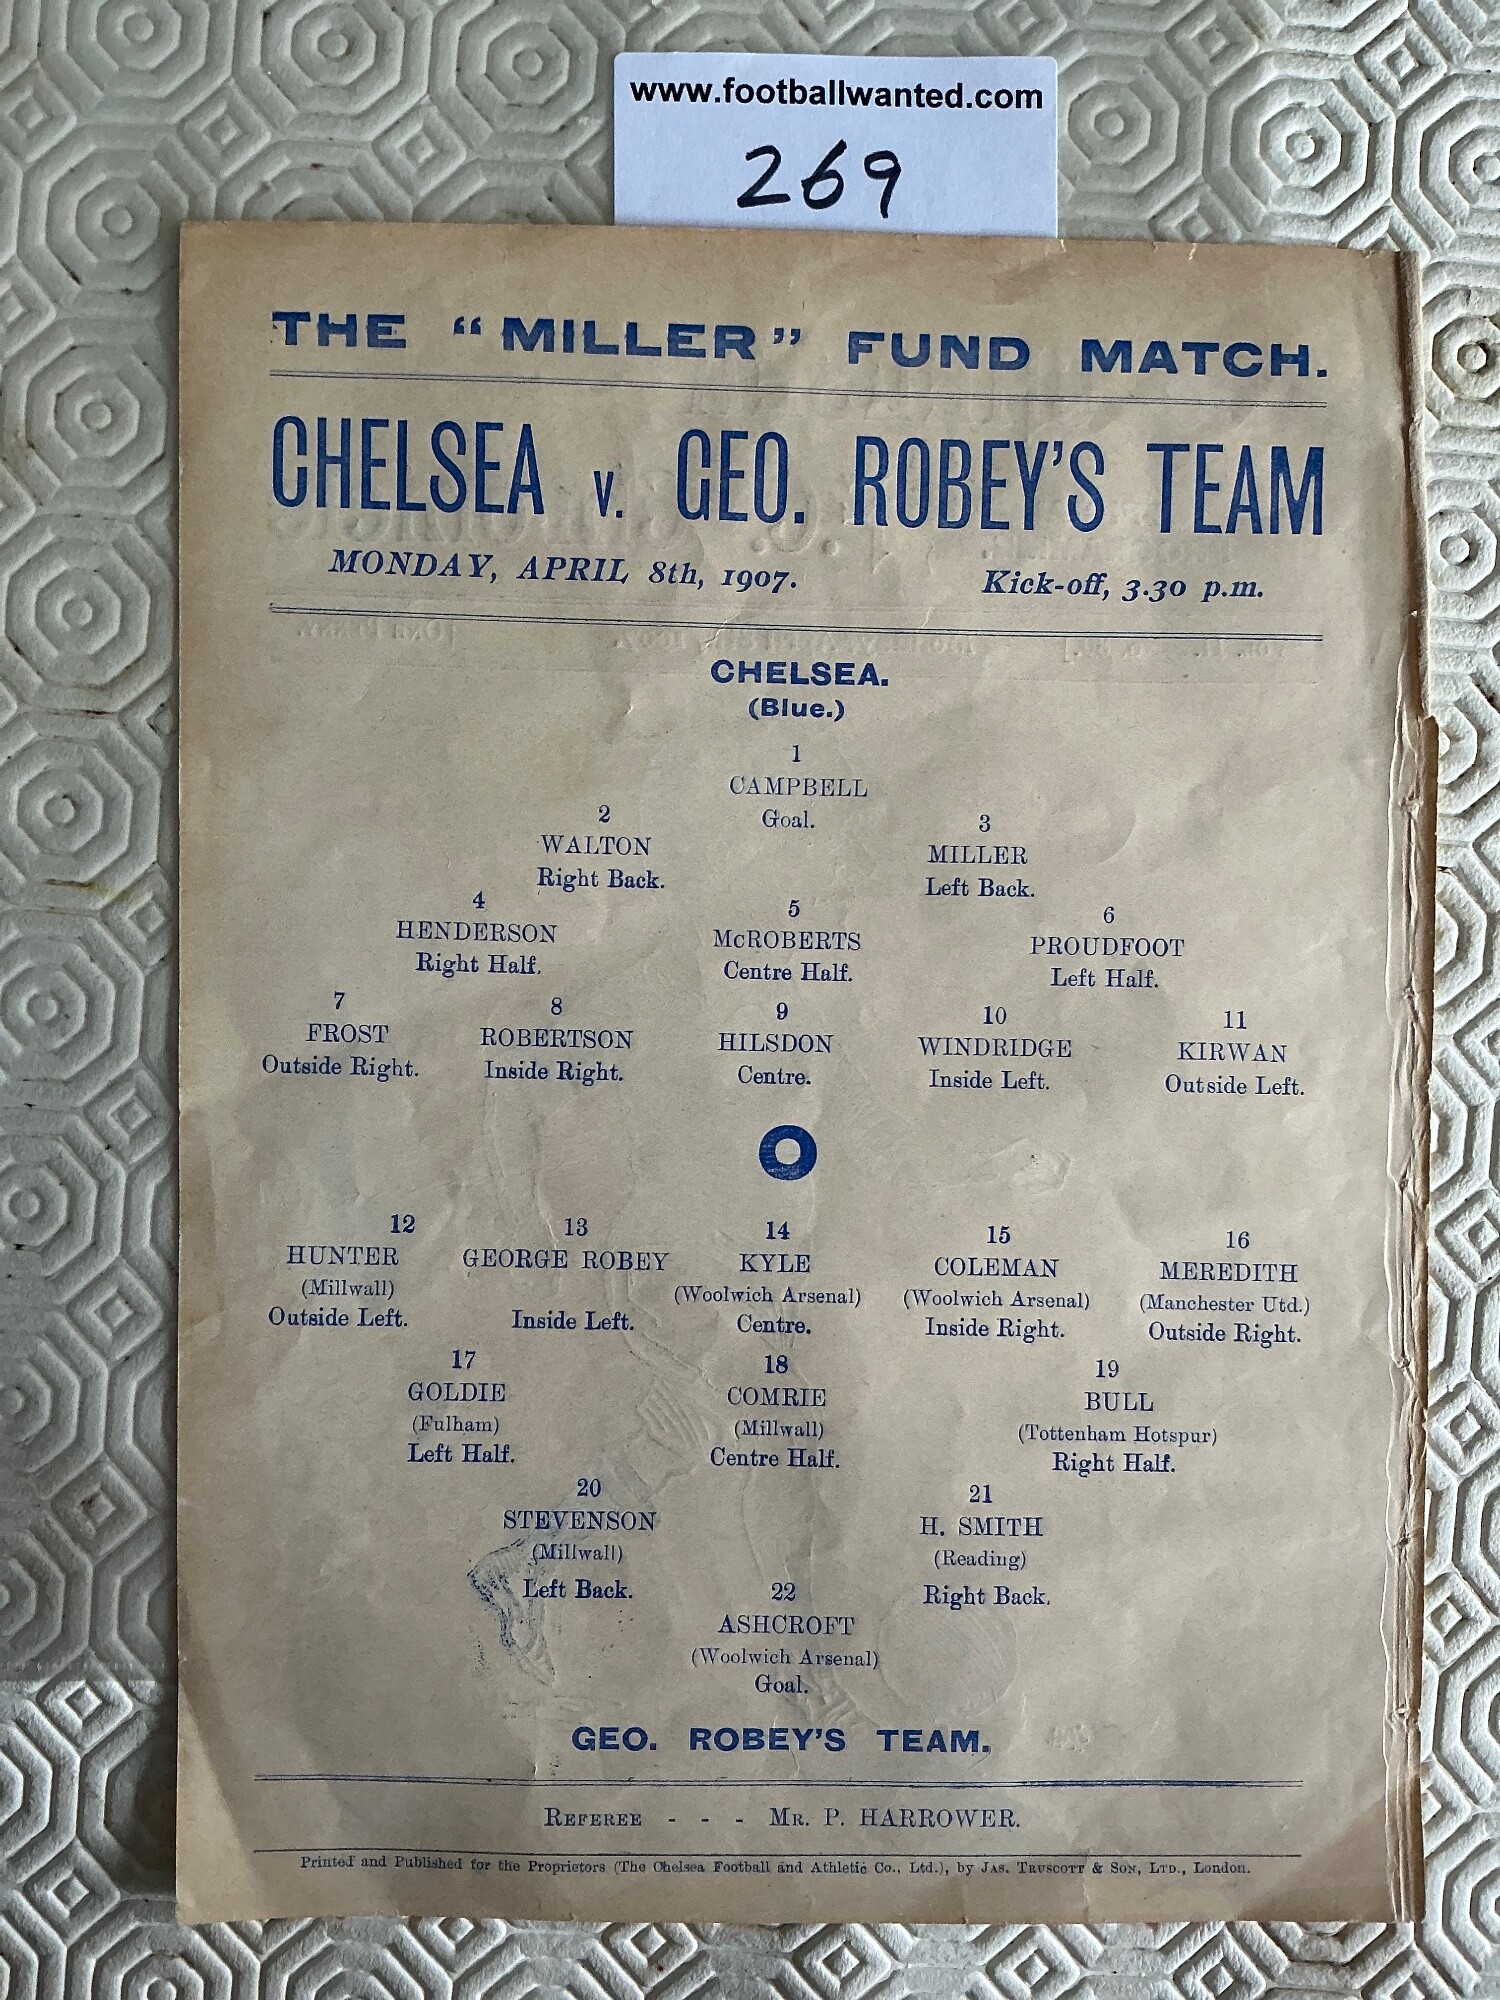 www.footballwanted.com
269
THE "MILLER" FUND MATCH.
CHELSEA v. GEO. ROBEY'S TEAM
MONDAY, APRIL 8th, 1907. Kick-off, 3.30 p.m.
CHELSEA.
(Blue.)
1
CAMPBELL
Goal.
2 3
WALTON MILLER
Right Back. Left Back.
4 5 6
HENDERSON McROBERTS PROUDFOOT
Right Half. Centre Half. Left Half.
7 8 9 10 11
FROST ROBERTSON HILSDON WINDRIDGE KIRWAN
Outside Right. Inside Right. Centre. Inside Left. Outside Left.
12 13 14 15 16
HUNTER GEORGE ROBEY KYLE COLEMAN MEREDITH
(Millwall) (Woolwich Arsenal) (Woolwich Arsenal) (Manchester Utd.)
Outside Left. Inside Left. Centre. Inside Right. Outside Right.
17 18 19
GOLDIE COMRIE BULL
(Fulham) (Millwall) (Tottenham Hotspur)
Left Half. Centre Half. Right Half.
20 21
STEVENSON H. SMITH
(Millwall) (Reading)
Left Back. Right Back.
22
ASHCROFT
(Woolwich Arsenal)
Goal.
GEO. ROBEY'S TEAM.
REFEREE - - - MR. P. HARROWER.
Printed and Published for the Proprietors (The Chelsea Football and Athletic Co., Ltd.), by JAS. TRUSCOTT & SON, LTD., London.